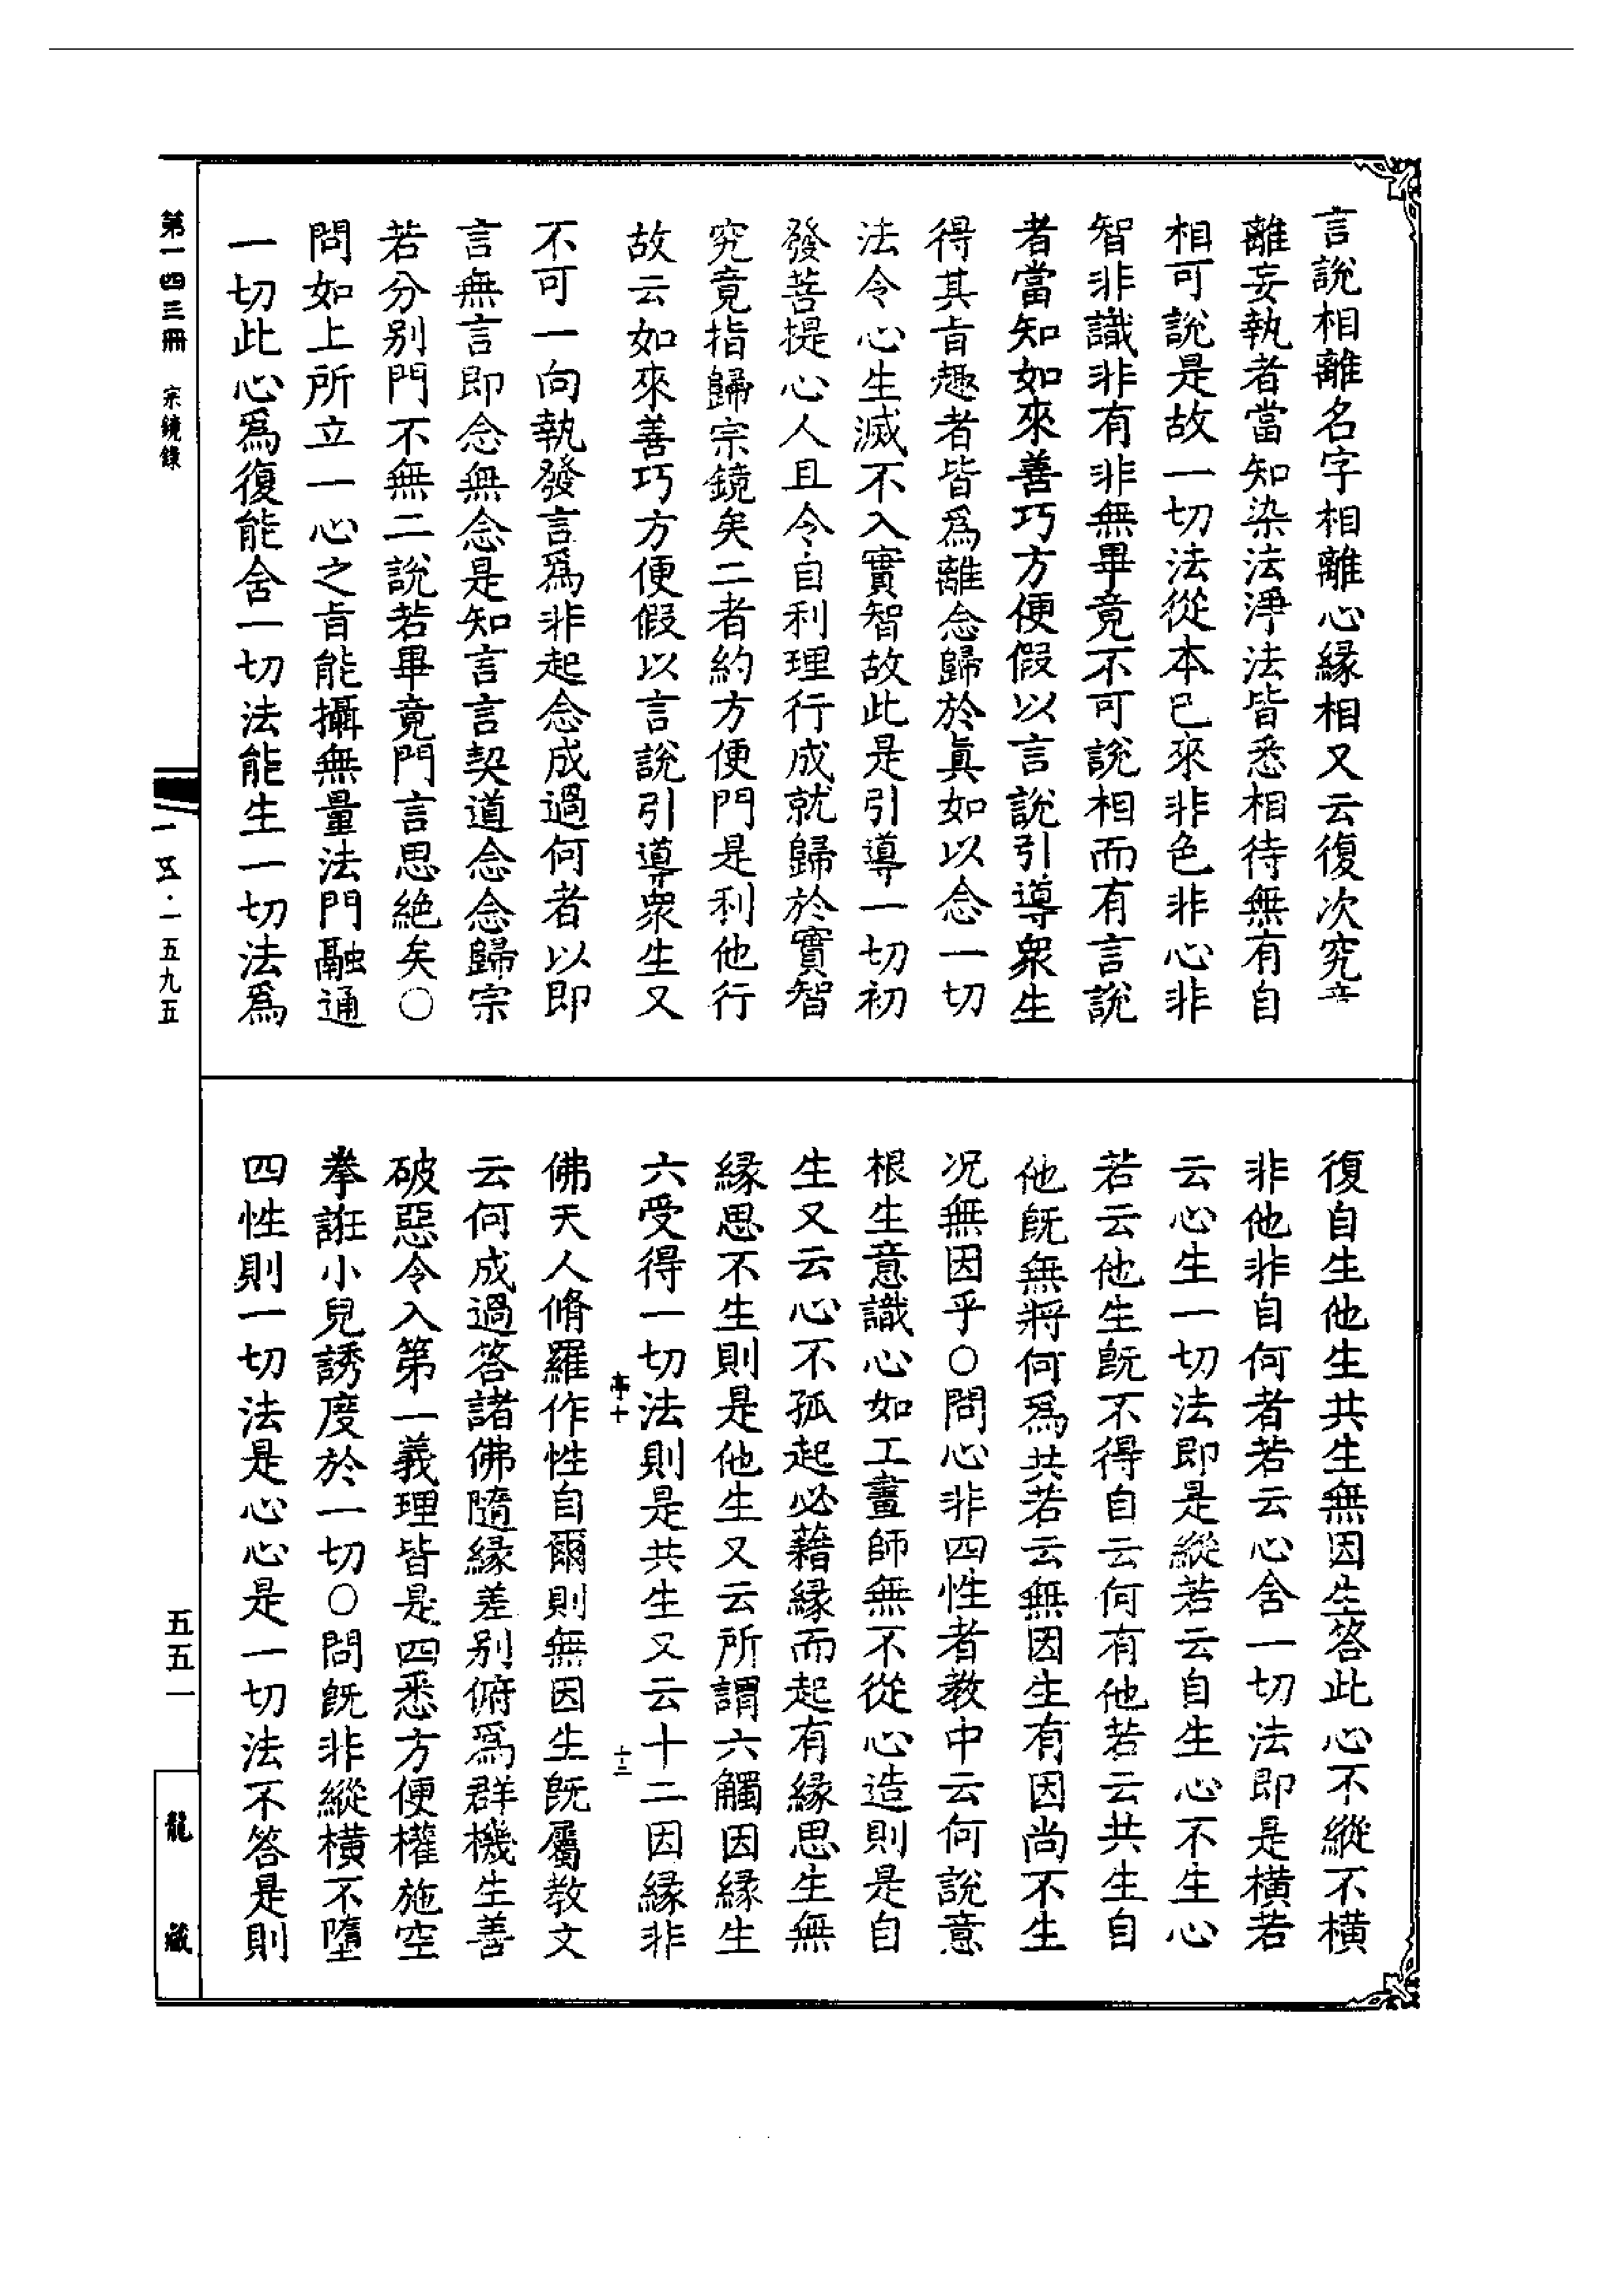 言說相離名字相離心緣相又云復次究竟
離妄執者當知染法淨法皆悉相待無有自
相可說是故一切法從本已來非色非心非
智非識非有非無畢竟不可說相而有言說
者當知如來善巧方便假以言說引導衆生
得其旨趣者皆爲離念歸於眞如以念一切
法令心生滅不入實智故此是引導一切初
發菩提心人且令自利理行成就歸於實智
究竟指歸宗鏡矣二者約方便門是利他行
故云如來善巧方便假以言說引導衆生又
不可一向執發言爲非起念成過何者以即
言無言即念無念是知言言契道念念歸宗
若分别門不無二說若畢竟門言思絕矣〇
問如上所立一心之旨能攝無量法門融通
一切此心爲復能含一切法能生一切法爲
復自生他生共生無因生答此心不縱不橫
非他非自何者若云心含一切法即是橫若
云心生一切法即是縱若云自生心不生心
若云他生旣不得自云何有他若云共生自
他旣無將何爲共若云無因生有因尚不生
况無因乎〇問心非四性者教中云何說意
根生意識心如工畫師無不從心造則是自
生又云心不孤起必藉緣而起有緣思生無
緣思不生則是他生又云所謂六觸因緣生
六受得一切法則是共生又云十二因緣非
佛天人脩羅作性自爾則無因生旣屬教文
云何成過答諸佛隨緣差别俯爲群機生善
破惡令入第一義理皆是四悉方便權施空
拳誑小兒誘度於一切〇問旣非縱橫不墮
四性則一切法是心心是一切法不答是則
第一四三冊 宗鏡錄
一五·一五九五
五五一
龍藏
十三